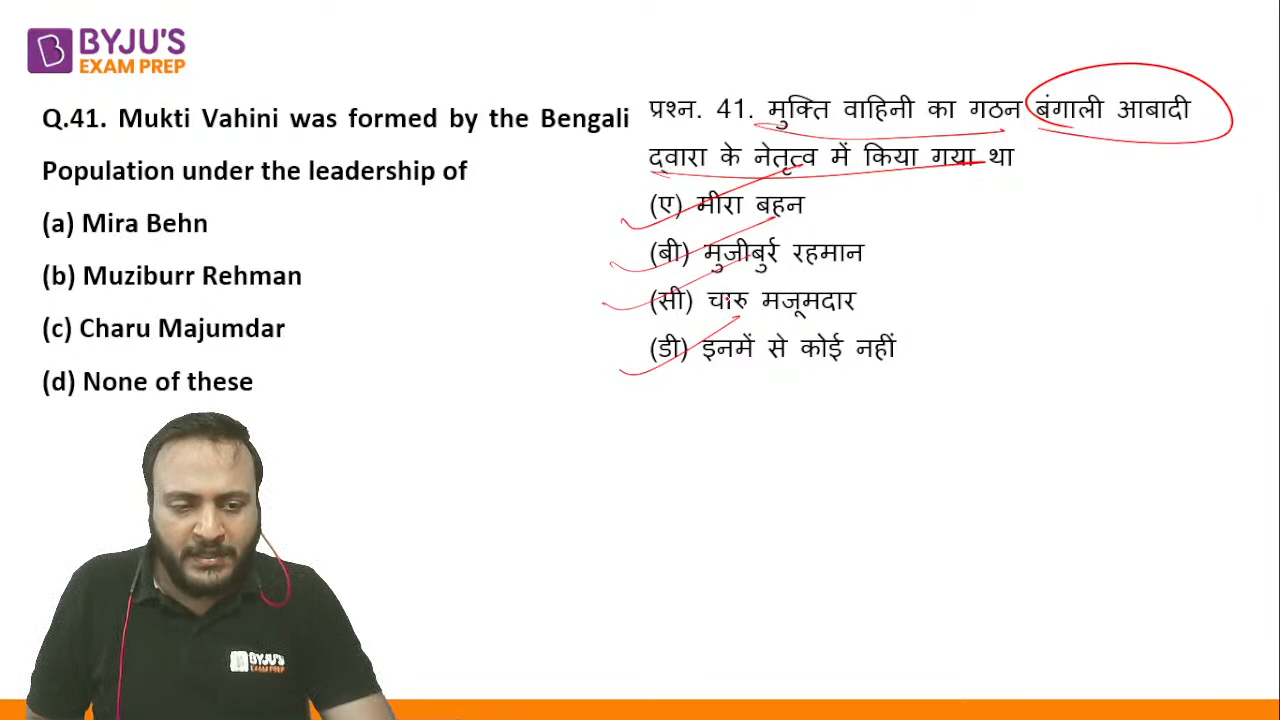 BYJU'S
EXAM PREP
Q.41. Mukti Vahini was formed by the Bengali
Population under the leadership of
(a) Mira Behn
(b) Muziburr Rehman
(c) Charu Majumdar
(d) None of these
प्रश्न. 41. मुक्ति वाहिनी का गठन बंगाली आबादी
द्वारा के नेतृत्व में किया गया था
(ए) मीरा बहन
(बी) मुजीबुर्र रहमान
(सी) चारु मजूमदार
(डी) इनमें से कोई नहीं
BYJU'S
EXAM PREP